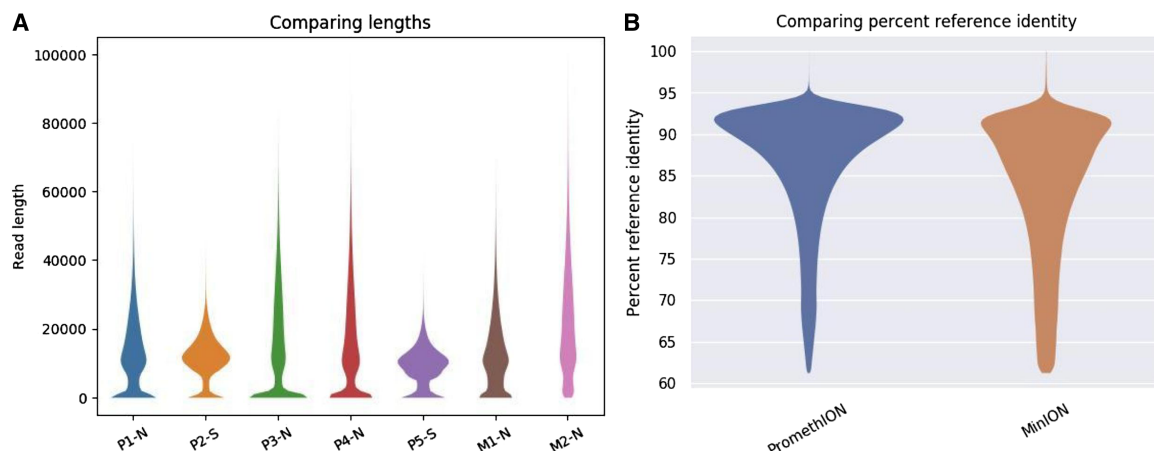 A
Comparing lengths
Read length
100000
80000
60000
40000
20000
0
P1-N P2-S P3-N P4-N P5-S M1-N M2-N
B
Comparing percent reference identity
Percent reference identity
100
95
90
85
80
75
70
65
60
PromethION MinION